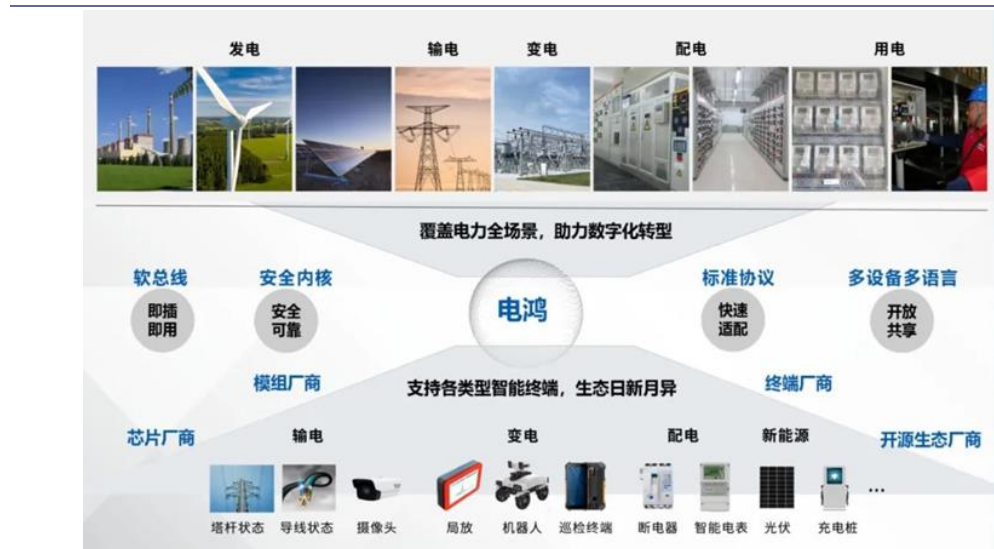 发电
输电
变电
配电
用电
覆盖电力全场景，助力数字化转型
软总线
安全内核
标准协议
多设备多语言
即插
即用
安全
可靠
电鸿
快速
适配
开放
共享
模组厂商
支持各类型智能终端，生态日新月异
终端厂商
芯片厂商
输电
变电
配电
新能源
开源生态厂商
塔杆状态
导线状态
摄像头
局放
机器人
巡检终端
断电器
智能电表
光伏
充电桩
...